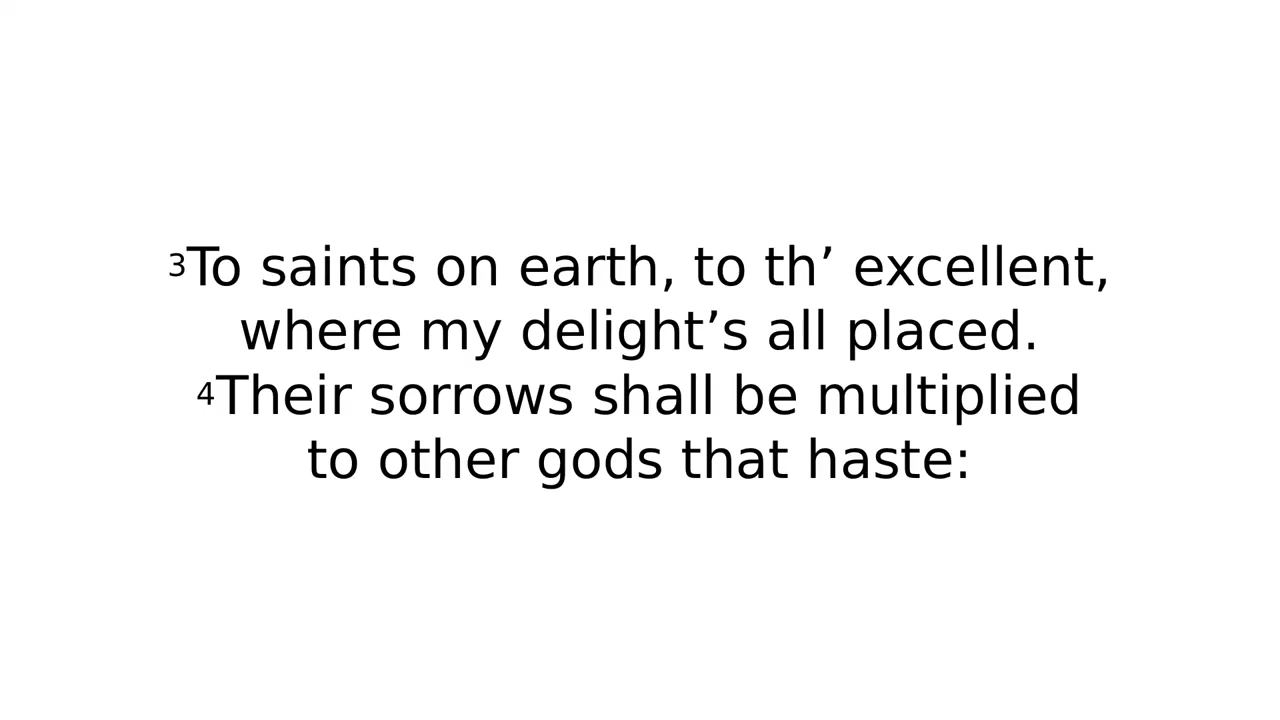 ³To saints on earth, to th’ excellent,
where my delight’s all placed.
⁴Their sorrows shall be multiplied
to other gods that haste: